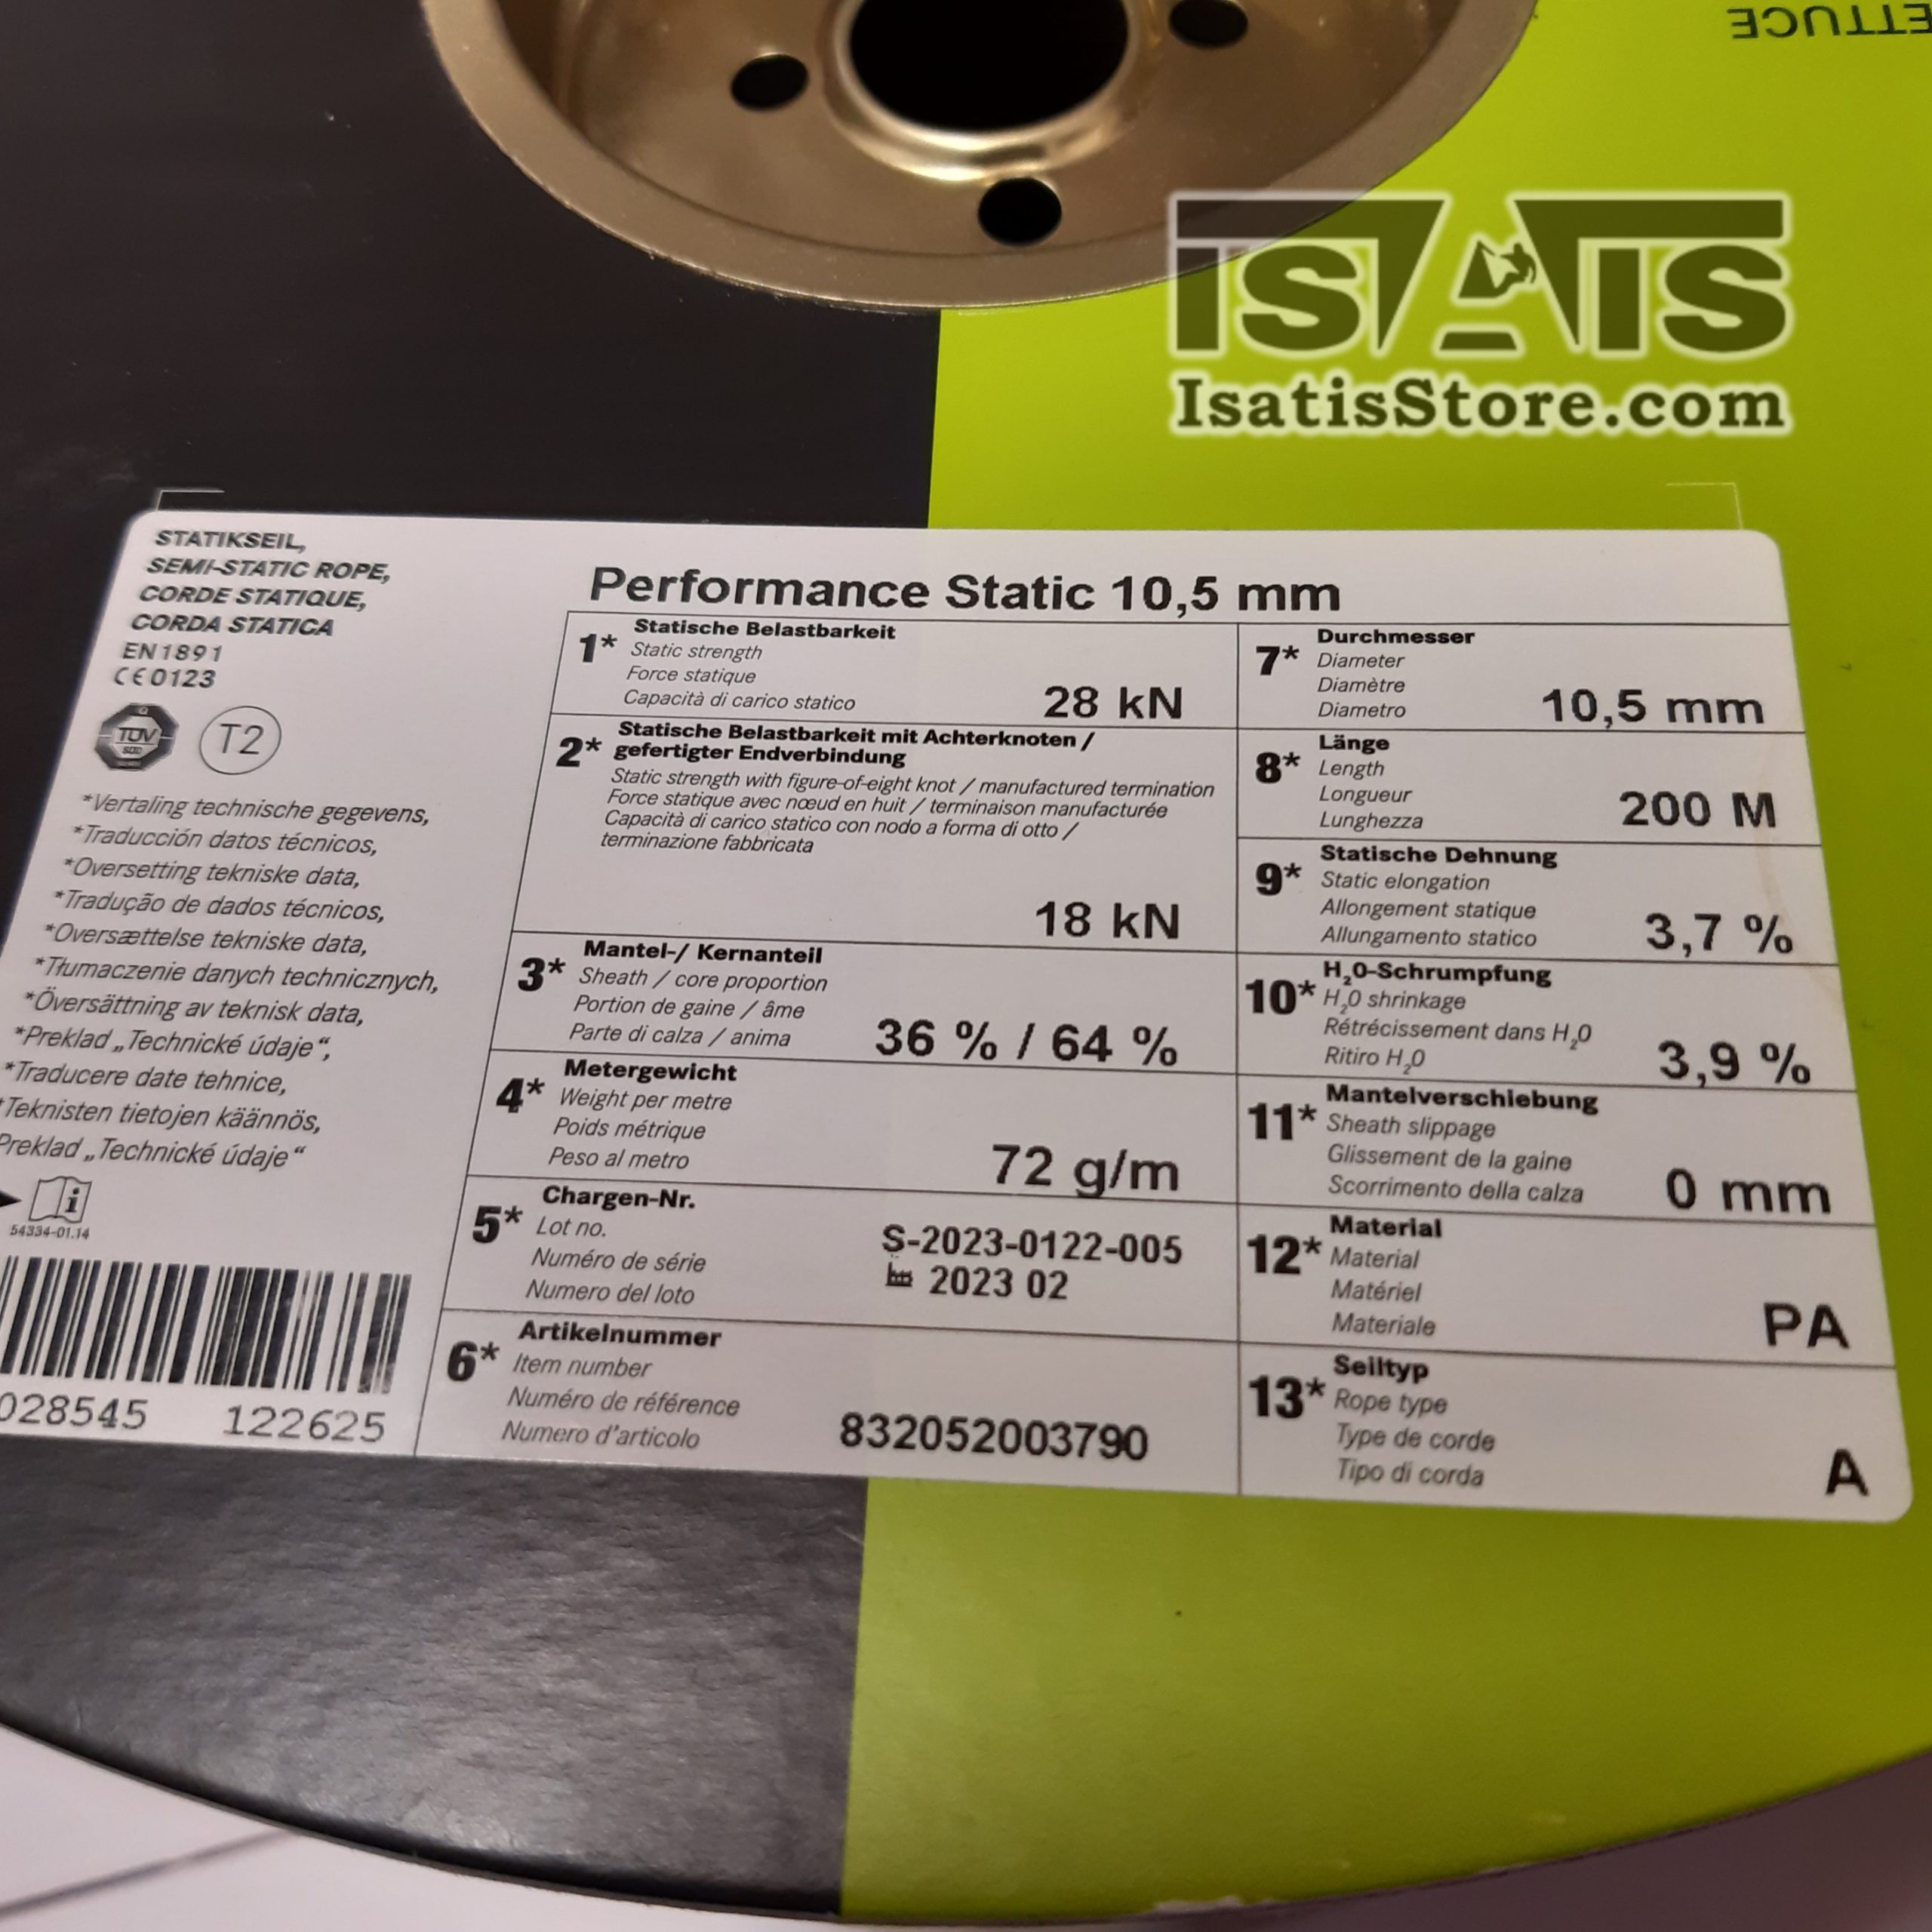 ETTUCE
ISATIS
IsatisStore.com
STATIKSEIL,
SEMI-STATIC ROPE,
CORDE STATIQUE,
CORDA STATICA
EN1891
CE0123
TÜV
SÜD
T2
*Vertaling technische gegevens,
*Traducción datos técnicos,
*Oversetting tekniske data,
*Tradução de dados técnicos,
*Oversættelse tekniske data,
*Tłumaczenie danych technicznych,
*Översättning av teknisk data,
*Preklad „Technické údaje“,
*Traducere date tehnice,
*Teknisten tietojen käännös,
Preklad „Technické údaje“
i
54334-01.14
028545 122625
Performance Static 10,5 mm
1* Statische Belastbarkeit
Static strength
Force statique
Capacità di carico statico
28 kN
2* Statische Belastbarkeit mit Achterknoten /
gefertigter Endverbindung
Static strength with figure-of-eight knot / manufactured termination
Force statique avec nœud en huit / terminaison manufacturée
Capacità di carico statico con nodo a forma di otto /
terminazione fabbricata
18 kN
3* Mantel-/ Kernanteil
Sheath / core proportion
Portion de gaine / âme
Parte di calza / anima
36 % / 64 %
4* Metergewicht
Weight per metre
Poids métrique
Peso al metro
72 g/m
5* Chargen-Nr.
Lot no.
Numéro de série
Numero del loto
S-2023-0122-005
2023 02
6* Artikelnummer
Item number
Numéro de référence
Numero d'articolo
832052003790
7* Durchmesser
Diameter
Diamètre
Diametro
10,5 mm
8* Länge
Length
Longueur
Lunghezza
200 M
9* Statische Dehnung
Static elongation
Allongement statique
Allungamento statico
3,7 %
10* H₂0-Schrumpfung
H₂0 shrinkage
Rétrécissement dans H₂0
Ritiro H₂0
3,9 %
11* Mantelverschiebung
Sheath slippage
Glissement de la gaine
Scorrimento della calza
0 mm
12* Material
Material
Matériel
Materiale
PA
13* Seiltyp
Rope type
Type de corde
Tipo di corda
A